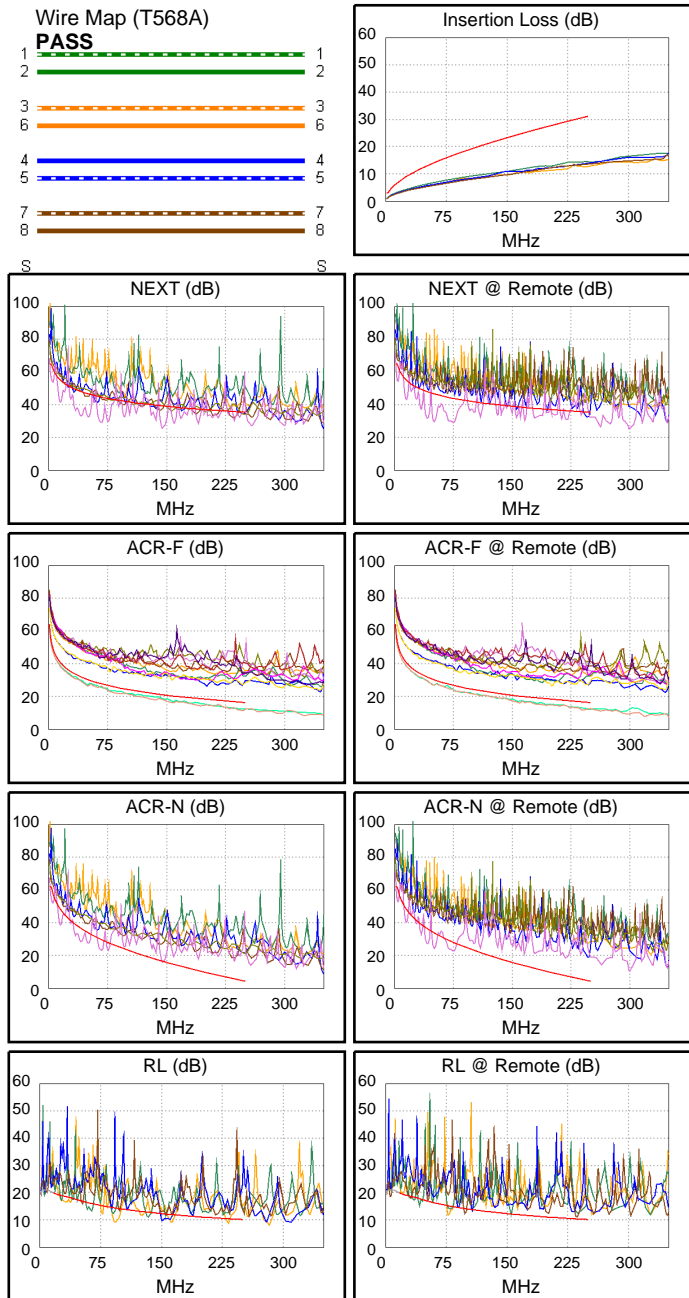 Wire Map (T568A)
PASS
1 1
2 2
3 3
6 6
4 4
5 5
7 7
8 8
S S
Insertion Loss (dB)
60
50
40
30
20
10
0
0 75 150 225 300
MHz
NEXT (dB)
100
80
60
40
20
0
0 75 150 225 300
MHz
NEXT @ Remote (dB)
100
80
60
40
20
0
0 75 150 225 300
MHz
ACR-F (dB)
100
80
60
40
20
0
0 75 150 225 300
MHz
ACR-F @ Remote (dB)
100
80
60
40
20
0
0 75 150 225 300
MHz
ACR-N (dB)
100
80
60
40
20
0
0 75 150 225 300
MHz
ACR-N @ Remote (dB)
100
80
60
40
20
0
0 75 150 225 300
MHz
RL (dB)
60
50
40
30
20
10
0
0 75 150 225 300
MHz
RL @ Remote (dB)
60
50
40
30
20
10
0
0 75 150 225 300
MHz